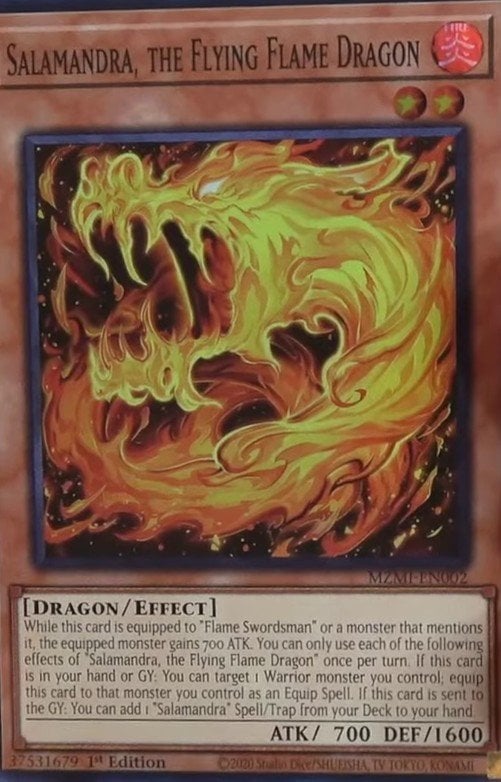 SALAMANDRA, THE FLYING FLAME DRAGON
FIRE
炎
MZMI-EN002
[DRAGON/EFFECT]
While this card is equipped to "Flame Swordsman" or a monster that mentions
it, the equipped monster gains 700 ATK. You can only use each of the following
effects of "Salamandra, the Flying Flame Dragon" once per turn. If this card
is in your hand or GY: You can target 1 Warrior monster you control; equip
this card to that monster you control as an Equip Spell. If this card is sent to
the GY: You can add 1 "Salamandra" Spell/Trap from your Deck to your hand.
ATK/ 700 DEF/1600
37531679 1st Edition
©2020 Studio Dice/SHUEISHA, TV TOKYO, KONAMI